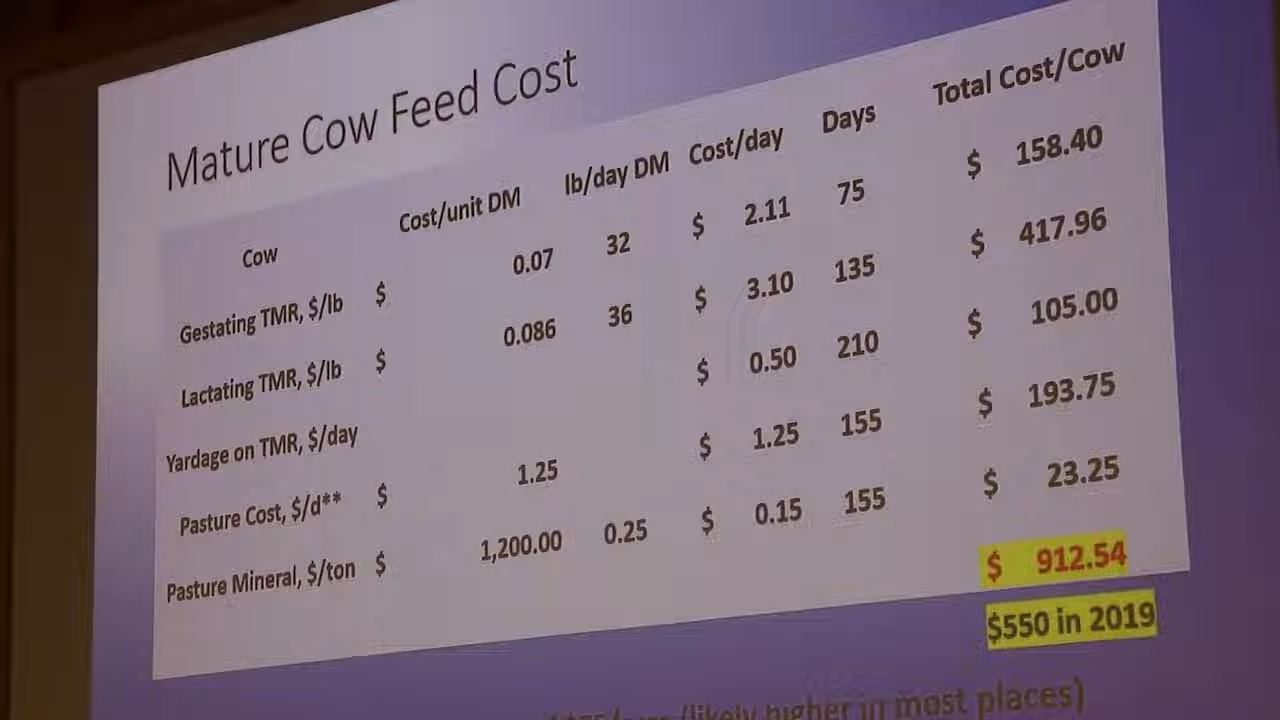 Mature Cow Feed Cost
Cow Cost/unit DM lb/day DM Cost/day Days Total Cost/Cow
Gestating TMR, $/lb $ 0.07 32 $ 2.11 75 $ 158.40
Lactating TMR, $/lb $ 0.086 36 $ 3.10 135 $ 417.96
Yardage on TMR, $/day $ 0.50 210 $ 105.00
Pasture Cost, $/d** $ 1.25 $ 1.25 155 $ 193.75
Pasture Mineral, $/ton $ 1,200.00 0.25 $ 0.15 155 $ 23.25
$ 912.54
$550 in 2019
(likely higher in most places)